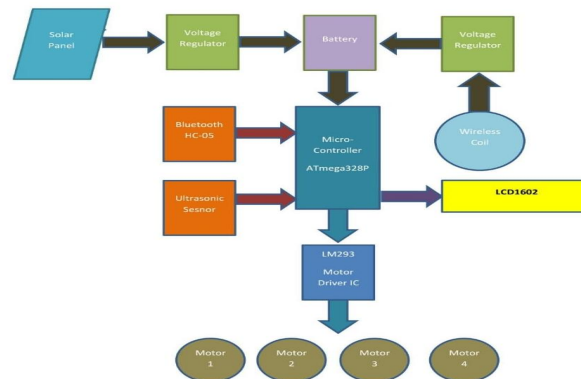 Solar
Panel
Voltage
Regulator
Battery
Voltage
Regulator
Bluetooth
HC-05
Micro-
Controller
ATmega328P
Wireless
Coil
Ultrasonic
Sesnor
LCD1602
LM293
Motor
Driver IC
Motor
1
Motor
2
Motor
3
Motor
4